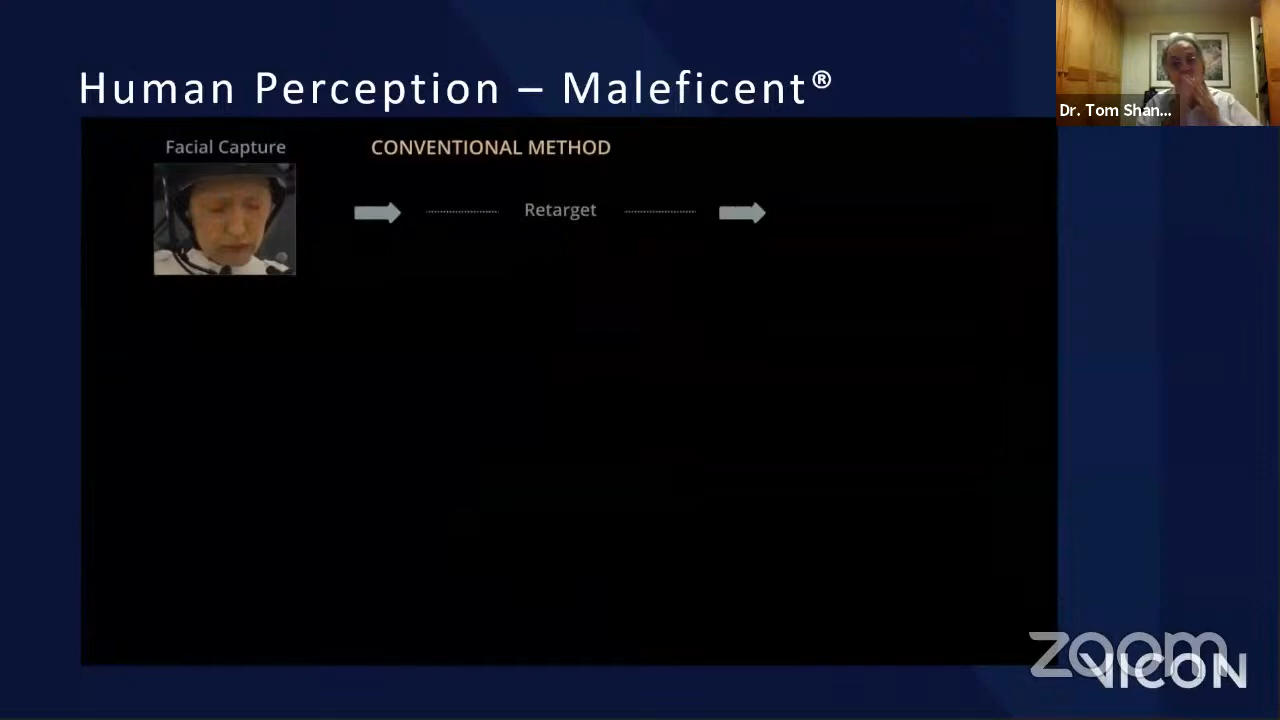 Human Perception – Maleficent®
Dr. Tom Shan...
Facial Capture
CONVENTIONAL METHOD
Retarget
zoom
VICON